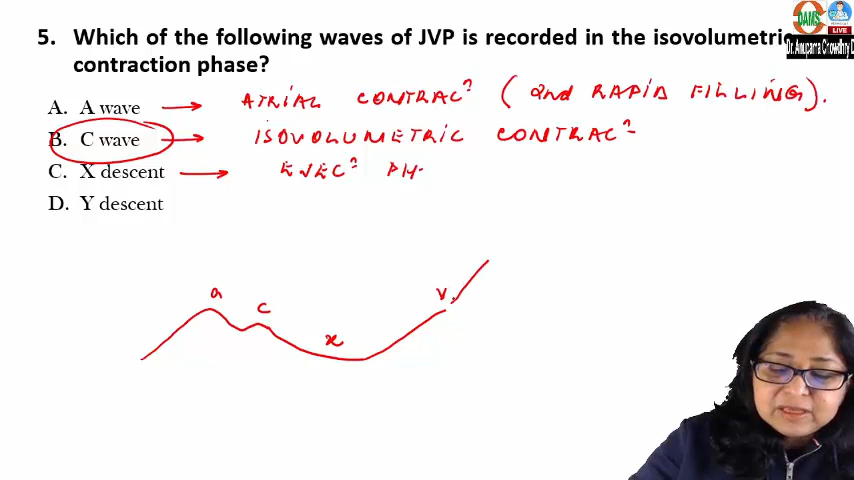 5. Which of the following waves of JVP is recorded in the isovolumetric
contraction phase?
A. A wave → ATRIAL CONTRAC? (2nd RAPID FILLING).
B. C wave → ISOVOLUMETRIC CONTRAC?
C. X descent → EJEC? PH
D. Y descent
a
c
x
v
DAMS
LIVE
Dr. Anupama Chowdhry D